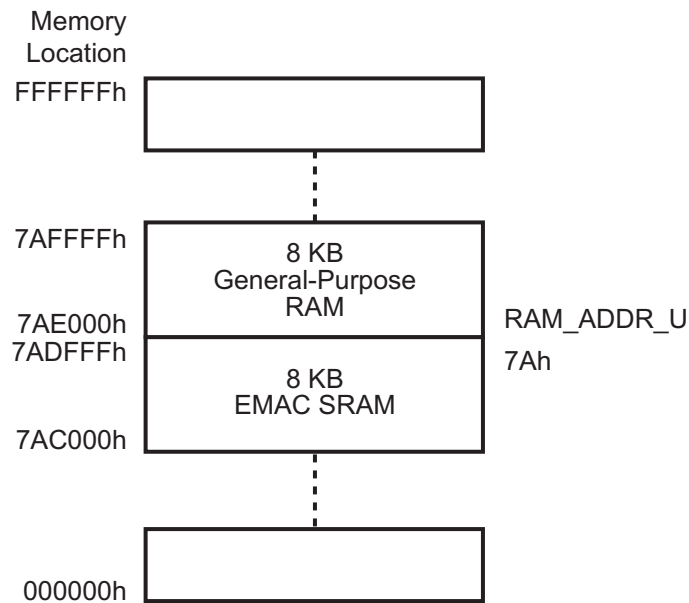 Memory
Location
FFFFFFh
7AFFFFh
8 KB
General-Purpose
RAM
7AE000h
RAM_ADDR_U
7ADFFFh
7Ah
8 KB
EMAC SRAM
7AC000h
000000h